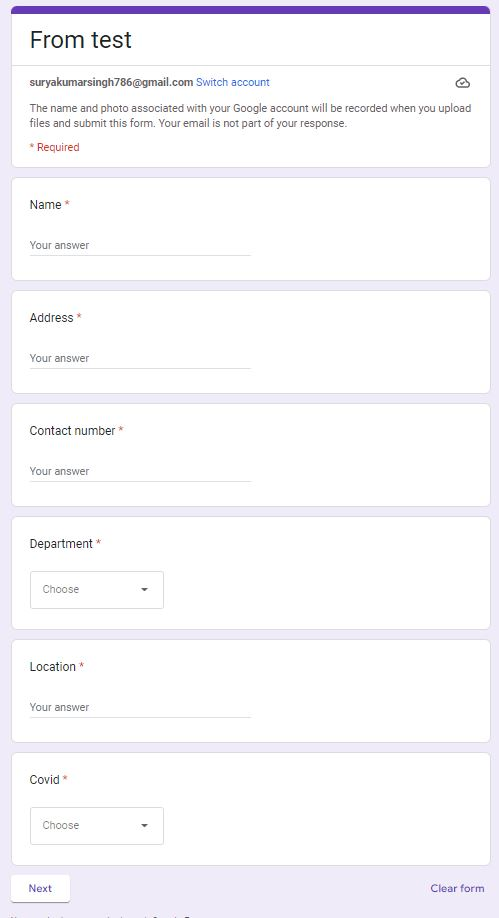 From test
suryakumarsingh786@gmail.com Switch account
The name and photo associated with your Google account will be recorded when you upload
files and submit this form. Your email is not part of your response.
* Required
Name *
Your answer
Address *
Your answer
Contact number *
Your answer
Department *
Choose
Location *
Your answer
Covid *
Choose
Next Clear form